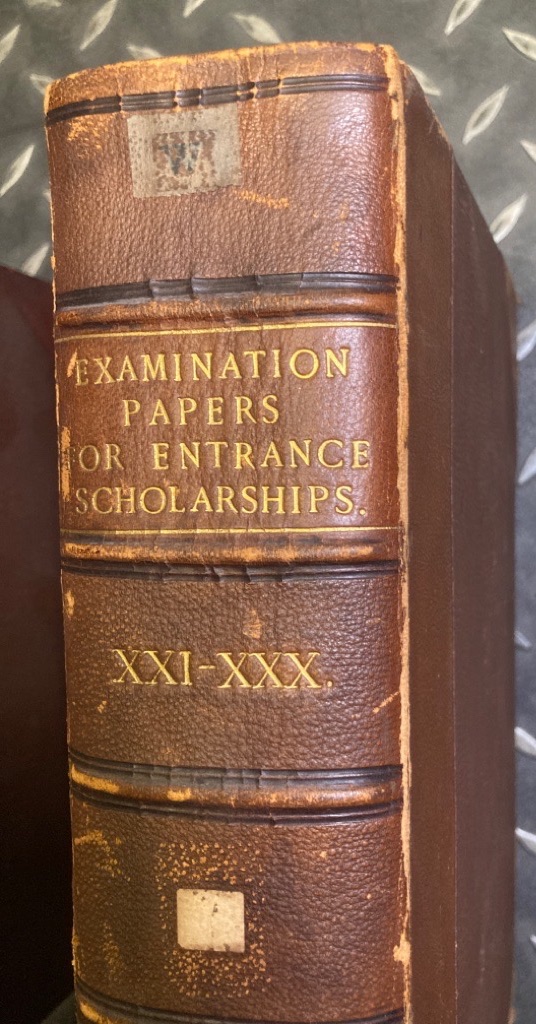 EXAMINATION
PAPERS
FOR ENTRANCE
SCHOLARSHIPS.
XXI-XXX.